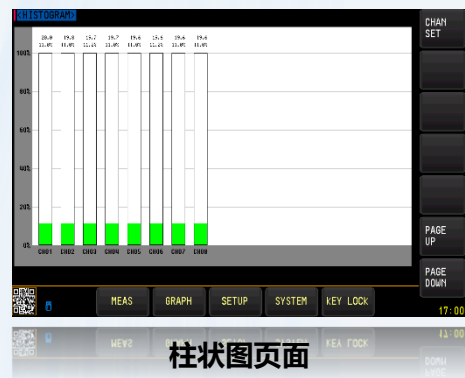 <HISTOGRAM>
CHAN SET
100%
80%
60%
40%
20%
0%
CH01 CH02 CH03 CH04 CH05 CH06 CH07 CH08
PAGE UP
PAGE DOWN
MEAS GRAPH SETUP SYSTEM KEY LOCK
17:00
柱状图页面